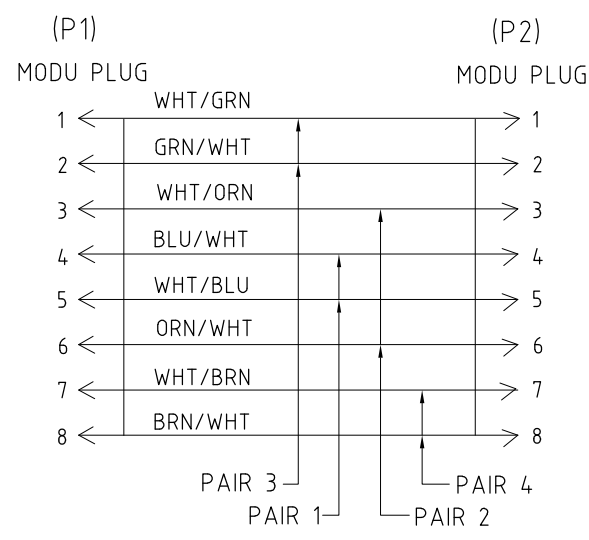 (P1) (P2)
MODU PLUG MODU PLUG
1 WHT/GRN 1
2 GRN/WHT 2
3 WHT/ORN 3
4 BLU/WHT 4
5 WHT/BLU 5
6 ORN/WHT 6
7 WHT/BRN 7
8 BRN/WHT 8
PAIR 3 PAIR 4
PAIR 1 PAIR 2